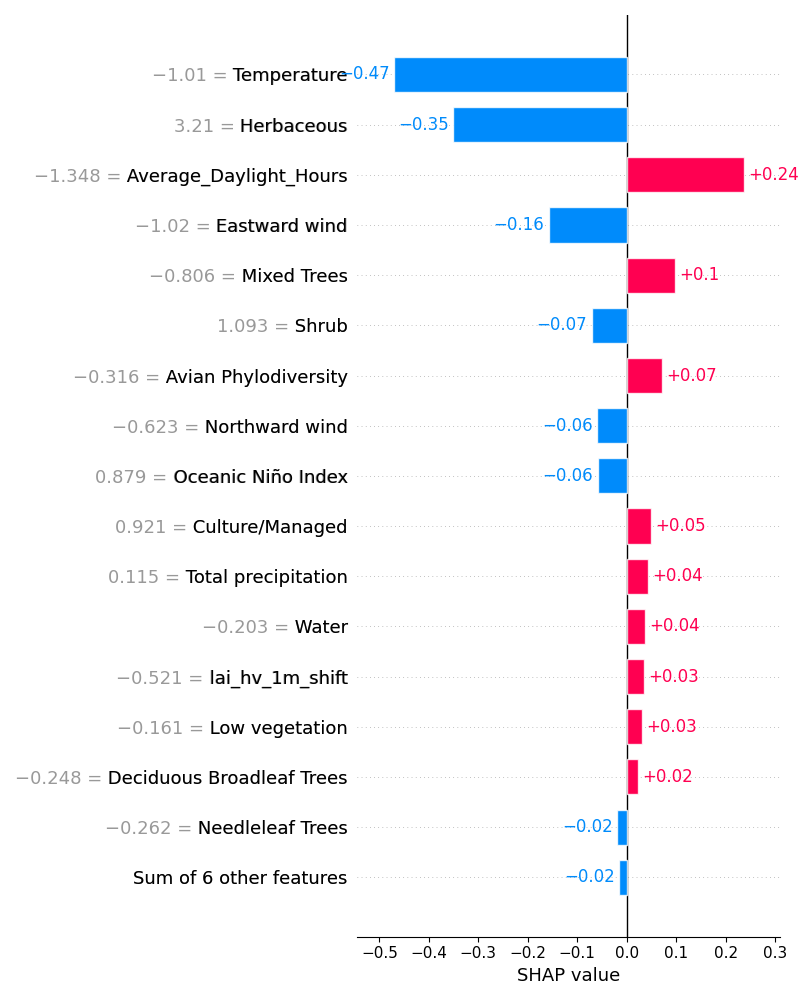 −1.01 = Temperature −0.47
3.21 = Herbaceous −0.35
−1.348 = Average_Daylight_Hours +0.24
−1.02 = Eastward wind −0.16
−0.806 = Mixed Trees +0.1
1.093 = Shrub −0.07
−0.316 = Avian Phylodiversity +0.07
−0.623 = Northward wind −0.06
0.879 = Oceanic Niño Index −0.06
0.921 = Culture/Managed +0.05
0.115 = Total precipitation +0.04
−0.203 = Water +0.04
−0.521 = lai_hv_1m_shift +0.03
−0.161 = Low vegetation +0.03
−0.248 = Deciduous Broadleaf Trees +0.02
−0.262 = Needleleaf Trees −0.02
Sum of 6 other features −0.02
−0.5 −0.4 −0.3 −0.2 −0.1 0.0 0.1 0.2 0.3
SHAP value